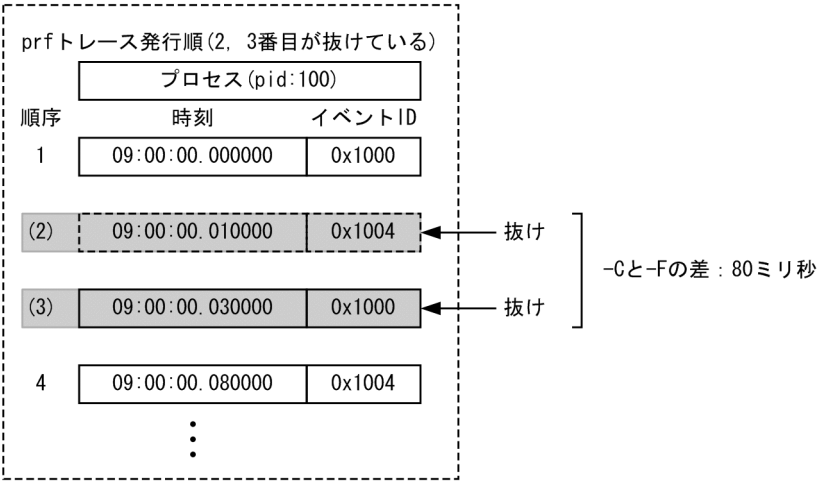 prfトレース発行順(2, 3番目が抜けている)
プロセス(pid:100)
順序 時刻 イベントID
1 09:00:00.000000 0x1000
(2) 09:00:00.010000 0x1004 抜け
-Cと-Fの差：80ミリ秒
(3) 09:00:00.030000 0x1000 抜け
4 09:00:00.080000 0x1004